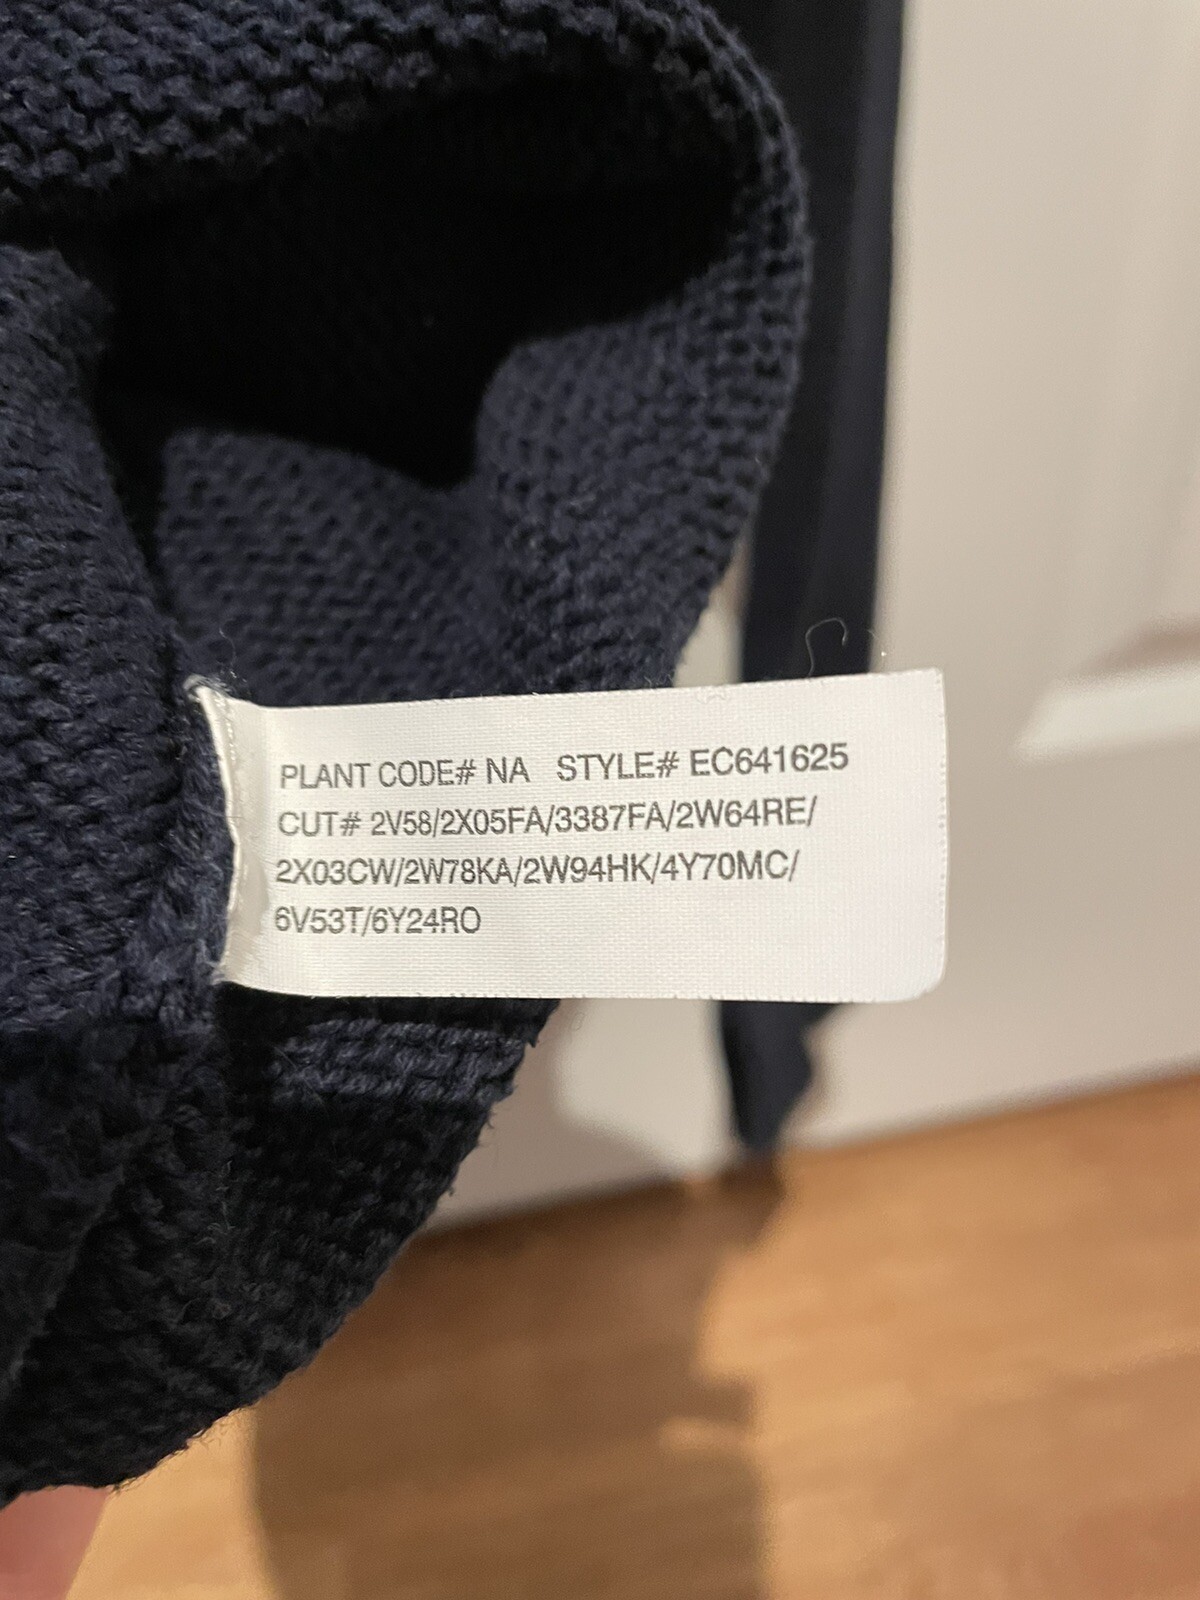 PLANT CODE# NA STYLE# EC641625
CUT# 2V58/2X05FA/3387FA/2W64RE/
2X03CW/2W78KA/2W94HK/4Y70MC/
6V53T/6Y24RO